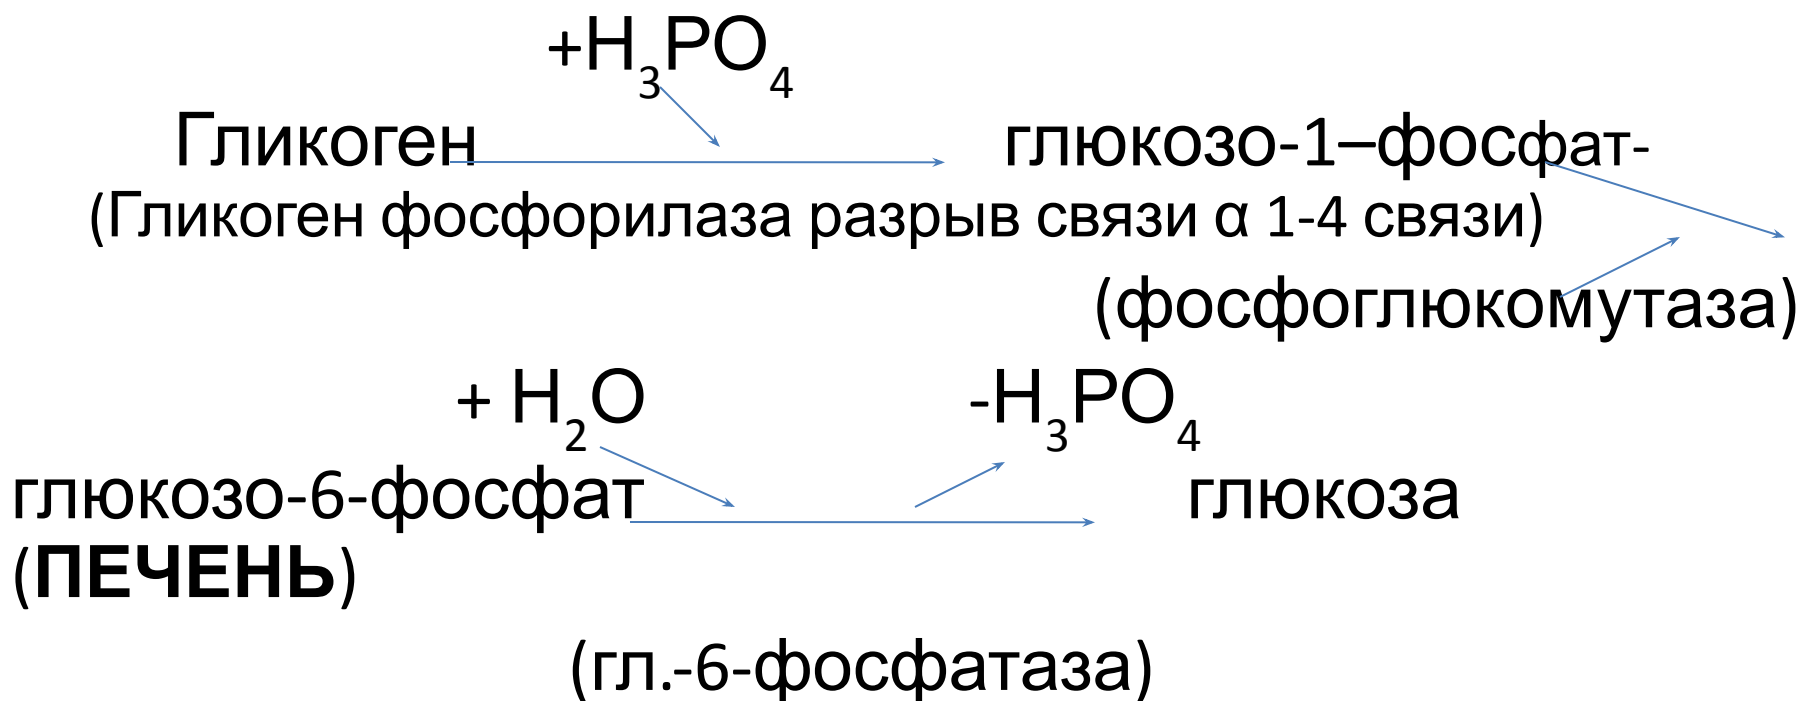 +H₃PO₄
Гликоген глюкозо-1–фосфат-
(Гликоген фосфорилаза разрыв связи α 1-4 связи)
(фосфоглюкомутаза)
+ H₂O -H₃PO₄
глюкозо-6-фосфат глюкоза
(ПЕЧЕНЬ)
(гл.-6-фосфатаза)